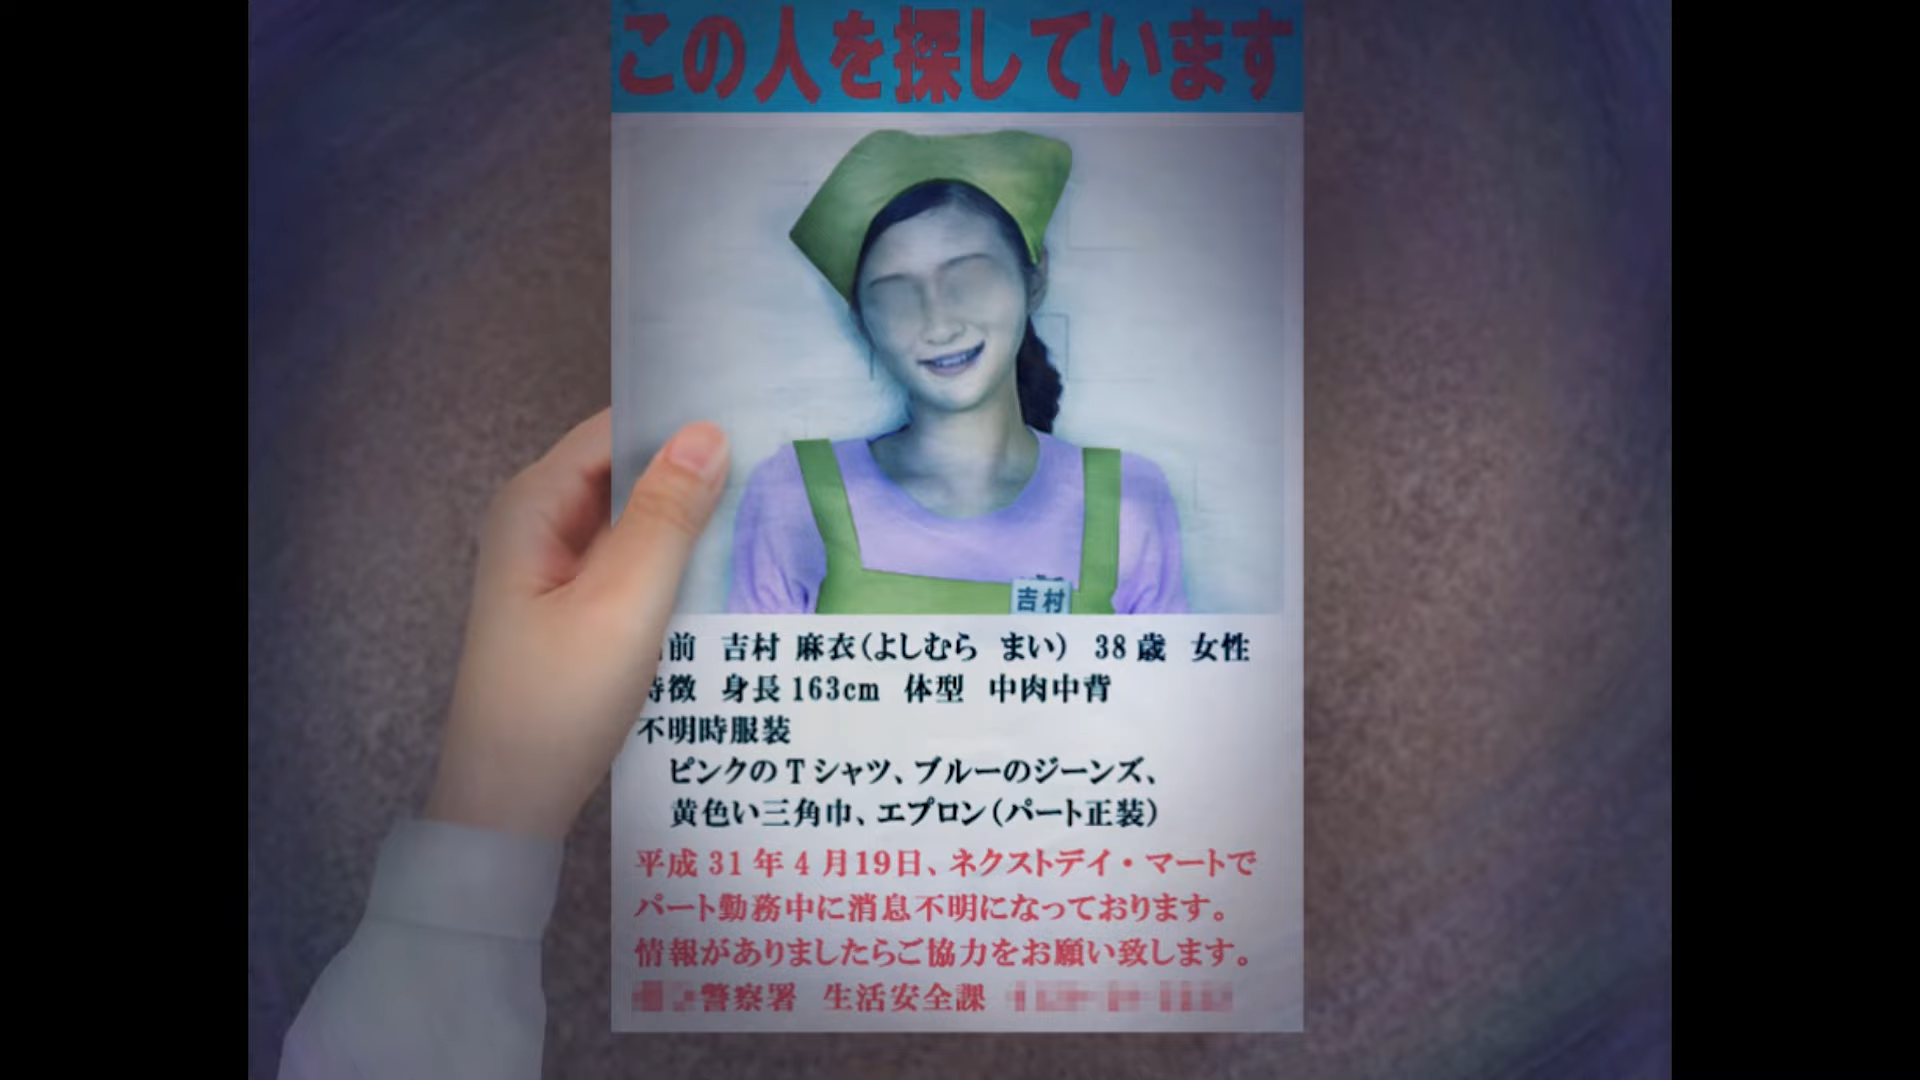 この人を探しています
吉村
前 吉村 麻衣（よしむら まい） 38歳 女性
特徴 身長163cm 体型 中肉中背
不明時服装
ピンクのTシャツ、ブルーのジーンズ、
黄色い三角巾、エプロン（パート正装）
平成31年4月19日、ネクストデイ・マートで
パート勤務中に消息不明になっております。
情報がありましたらご協力をお願い致します。
警察署 生活安全課